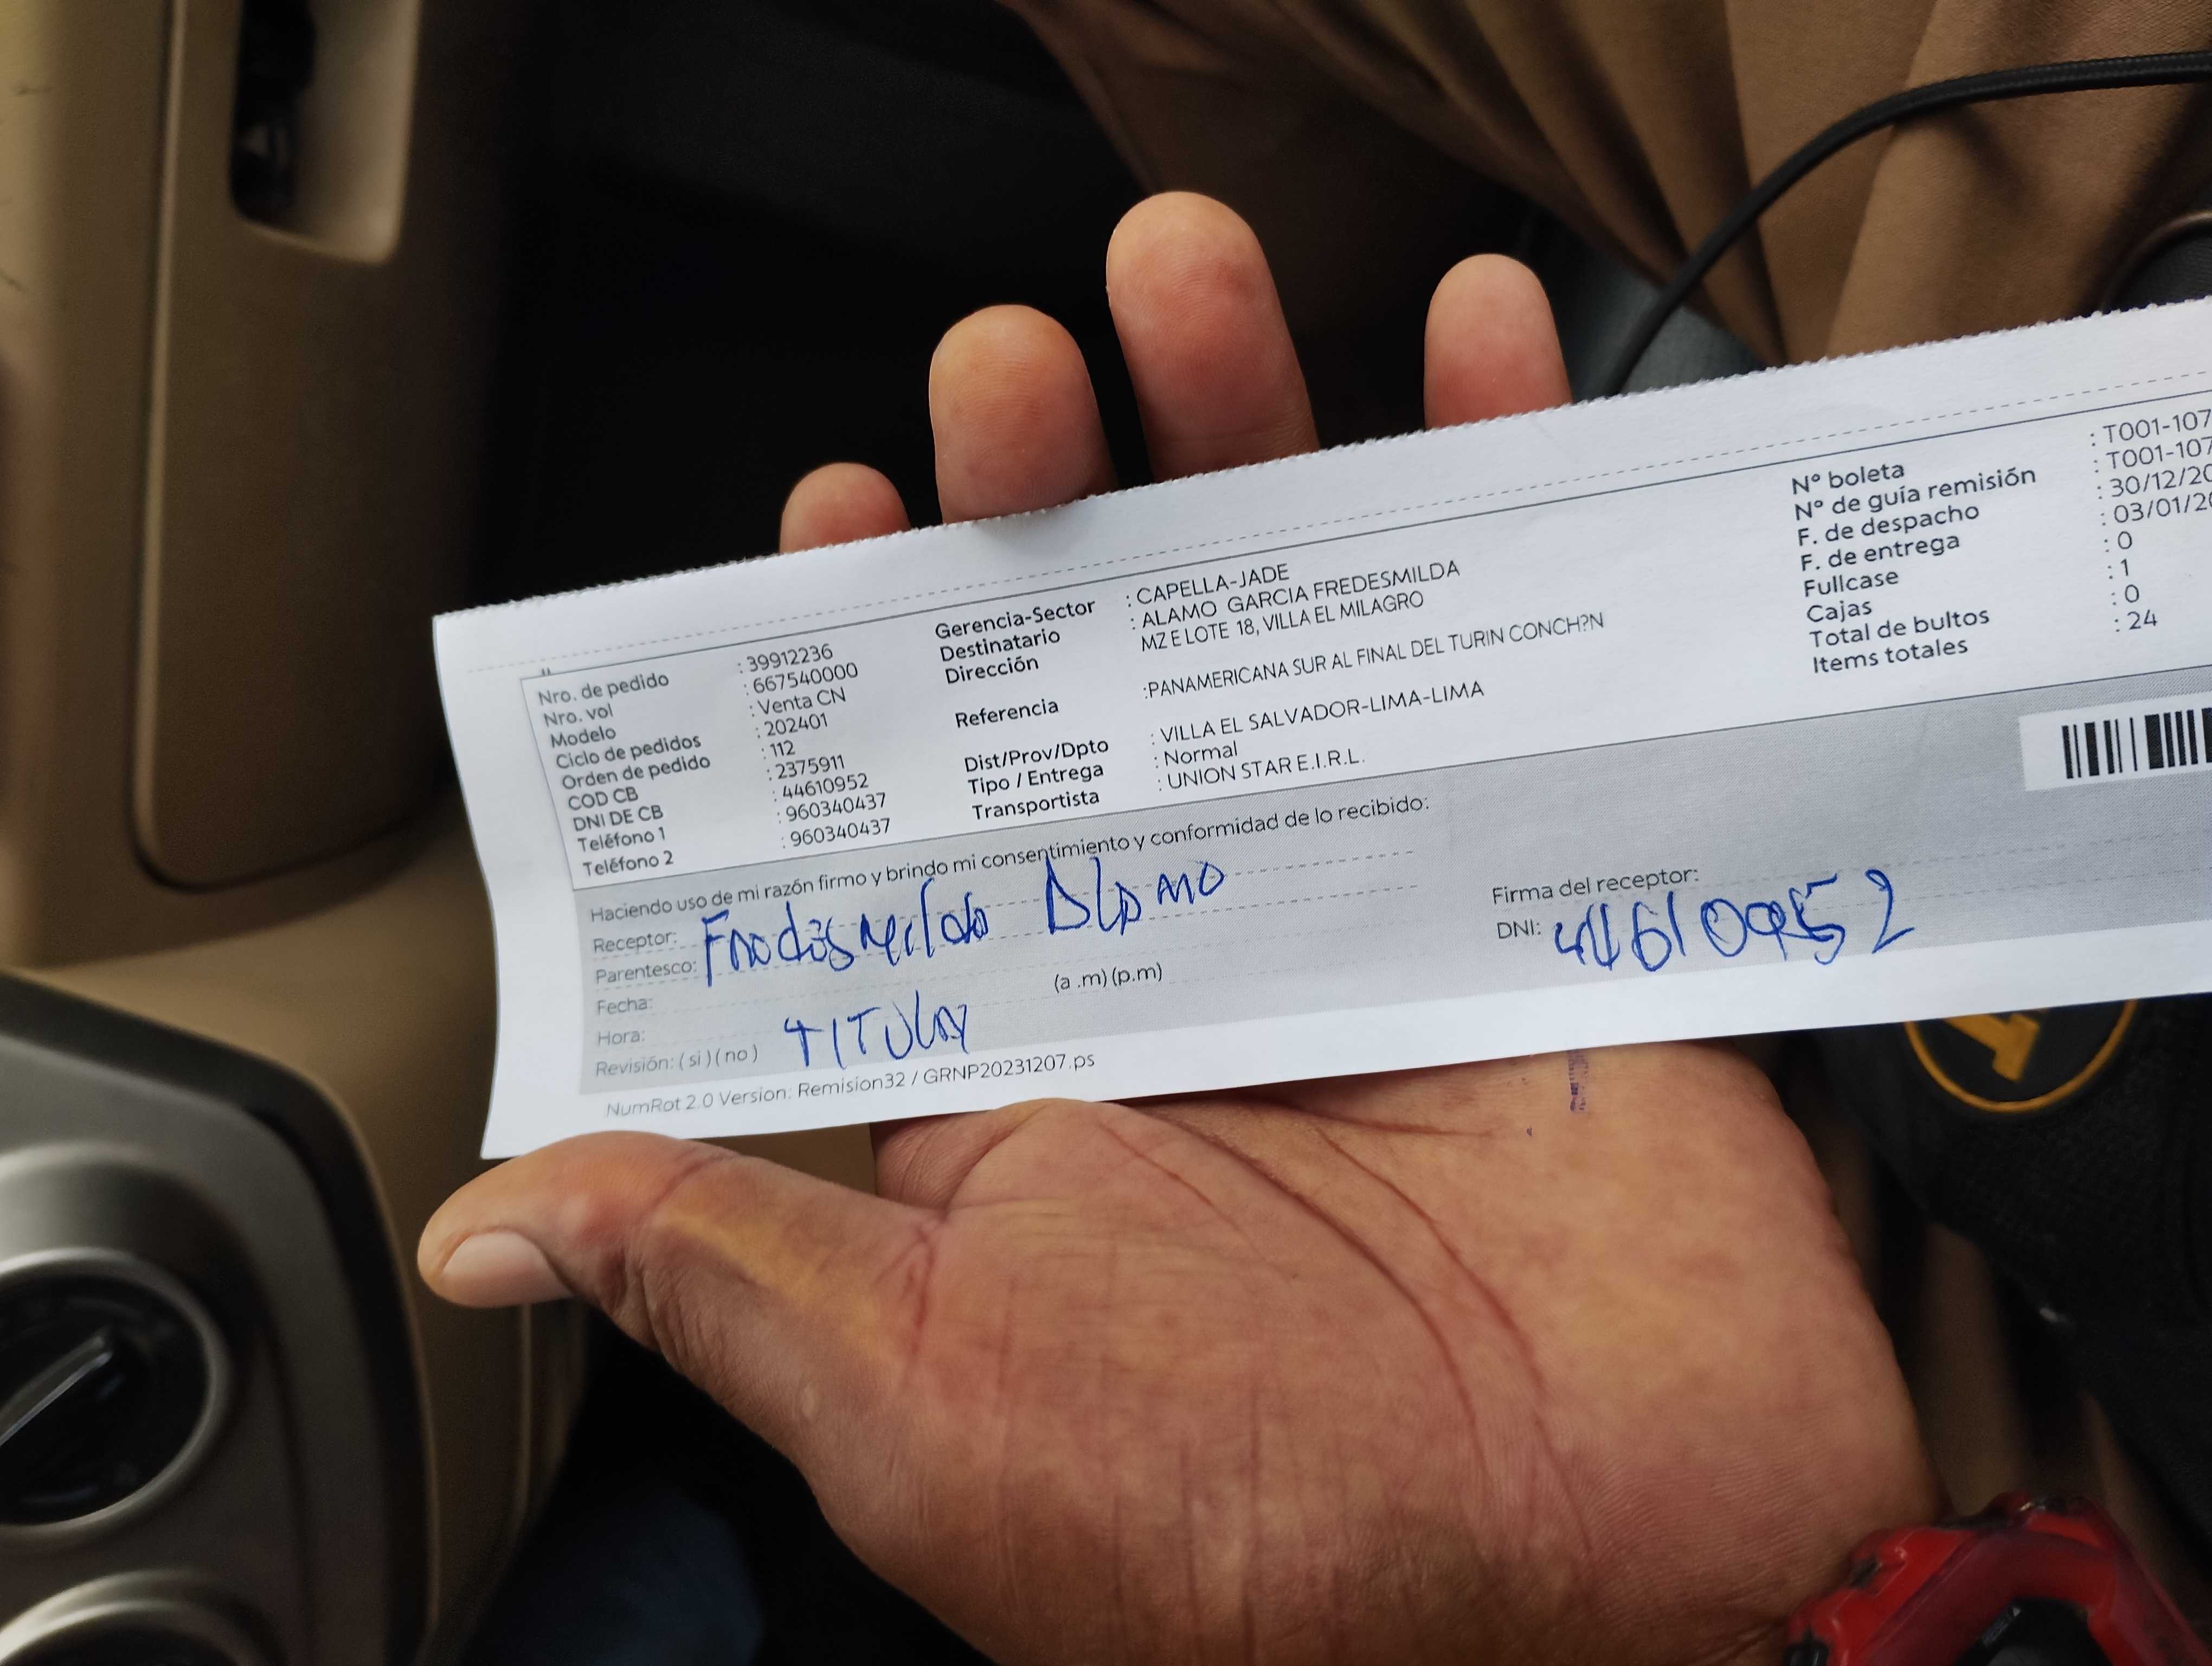 Nro. de pedido : 39912236
Nro. vol : 667540000
Modelo : Venta CN
Ciclo de pedidos : 202401
Orden de pedido : 112
COD CB : 2375911
DNI DE CB : 44610952
Teléfono 1 : 960340437
Teléfono 2 : 960340437
Gerencia-Sector : CAPELLA-JADE
Destinatario : ALAMO GARCIA FREDESMILDA
Dirección MZ E LOTE 18, VILLA EL MILAGRO
Referencia :PANAMERICANA SUR AL FINAL DEL TURIN CONCH?N
Dist/Prov/Dpto : VILLA EL SALVADOR-LIMA-LIMA
Tipo / Entrega : Normal
Transportista : UNION STAR E.I.R.L.
Nº boleta : T001-107
Nº de guía remisión : T001-107
F. de despacho : 30/12/20
F. de entrega : 03/01/20
Fullcase : 0
Cajas : 1
Total de bultos : 0
Items totales : 24
Haciendo uso de mi razón firmo y brindo mi consentimiento y conformidad de lo recibido:
Receptor: Alamo
Parentesco:
Fecha:
Hora: (a .m) (p.m)
Revisión: ( si ) ( no ) TITULAR
Firma del receptor:
DNI: 44610952
NumRot 2.0 Version: Remision32 / GRNP20231207.ps